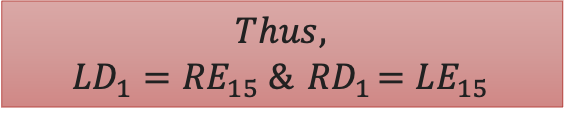 Thus,
LD₁ = RE₁₅ & RD₁ = LE₁₅